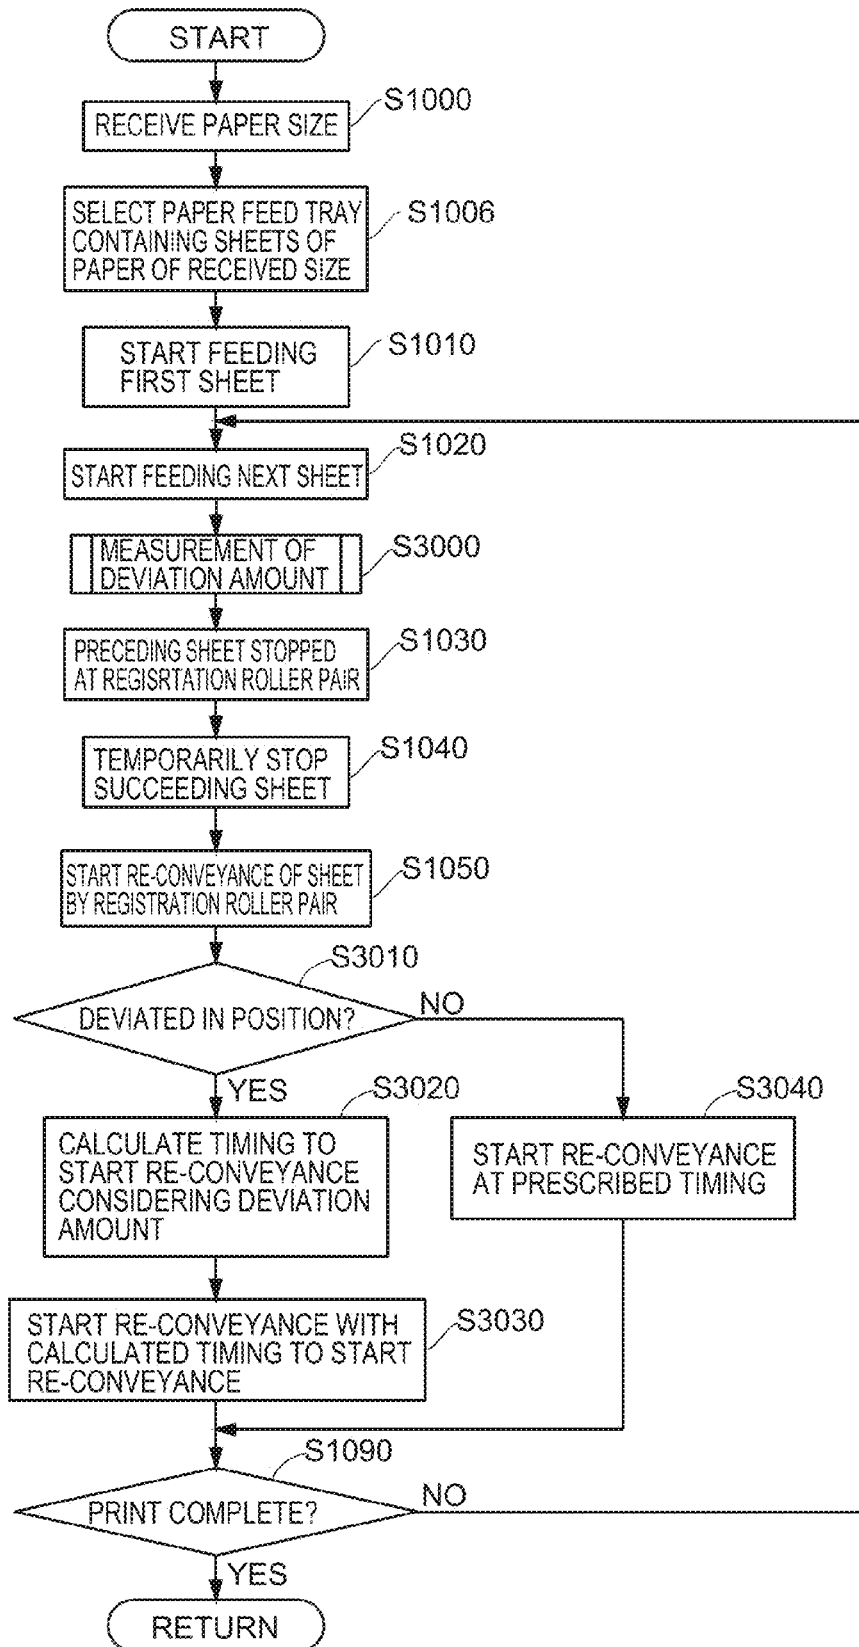 START
S1000
RECEIVE PAPER SIZE
S1006
SELECT PAPER FEED TRAY
CONTAINING SHEETS OF
PAPER OF RECEIVED SIZE
S1010
START FEEDING
FIRST SHEET
S1020
START FEEDING NEXT SHEET
S3000
MEASUREMENT OF
DEVIATION AMOUNT
S1030
PRECEDING SHEET STOPPED
AT REGISRTATION ROLLER PAIR
S1040
TEMPORARILY STOP
SUCCEEDING SHEET
S1050
START RE-CONVEYANCE OF SHEET
BY REGISTRATION ROLLER PAIR
S3010
DEVIATED IN POSITION?
NO
YES
S3020
CALCULATE TIMING TO
START RE-CONVEYANCE
CONSIDERING DEVIATION
AMOUNT
S3040
START RE-CONVEYANCE
AT PRESCRIBED TIMING
S3030
START RE-CONVEYANCE WITH
CALCULATED TIMING TO START
RE-CONVEYANCE
S1090
PRINT COMPLETE?
NO
YES
RETURN